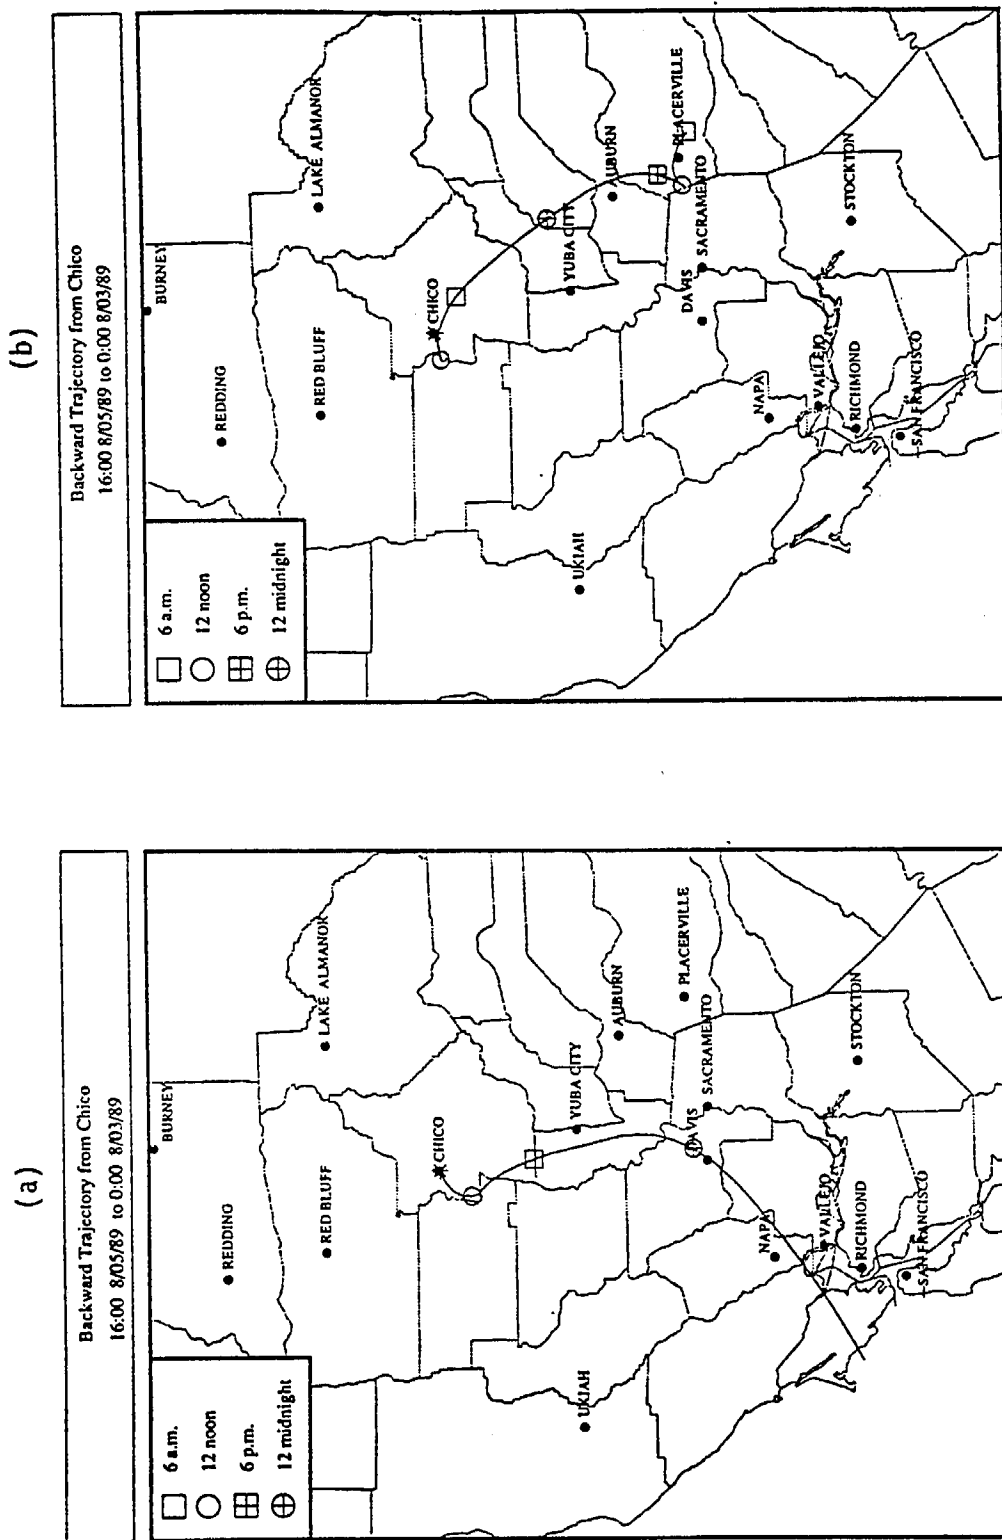 (a)
Backward Trajectory from Chico
16:00 8/05/89 to 0:00 8/03/89
6 a.m.
12 noon
6 p.m.
12 midnight
BURNEY
REDDING
LAKE ALMANOR
RED BLUFF
CHICO
YUBA CITY
UKIAH
AUBURN
PLACERVILLE
SACRAMENTO
DAVIS
NAPA
VALLEJO
STOCKTON
RICHMOND
SAN FRANCISCO
(b)
Backward Trajectory from Chico
16:00 8/05/89 to 0:00 8/03/89
6 a.m.
12 noon
6 p.m.
12 midnight
BURNEY
REDDING
LAKE ALMANOR
RED BLUFF
CHICO
YUBA CITY
UKIAH
AUBURN
PLACERVILLE
SACRAMENTO
DAVIS
NAPA
VALLEJO
STOCKTON
RICHMOND
SAN FRANCISCO